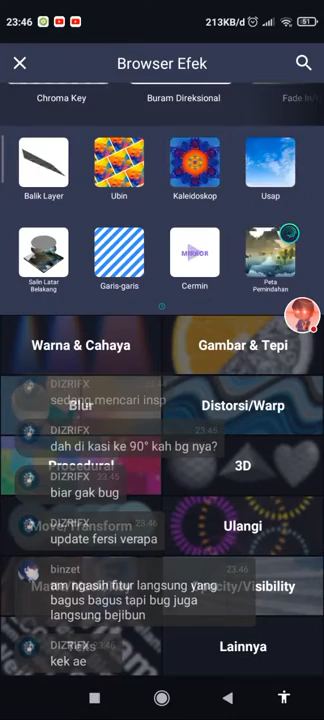 23:46
213KB/d
51
Browser Efek
Chroma Key
Buram Direksional
Fade In/
Balik Layer
Ubin
Kaleidoskop
Usap
MIRROR
Salin Latar
Belakang
Garis-garis
Cermin
Peta
Pemindahan
Warna & Cahaya
Gambar & Tepi
DIZRIFX 23:4
sedang mencari insp
Blur
Distorsi/Warp
DIZRIFX 23:45
dah di kasi ke 90° kah bg nya?
Procedural
3D
DIZRIFX 23:45
biar gak bug
DIZRIFX 23:46
Move/Transform
Ulangi
update fersi verapa
binzet 23:46
am ngasih fitur langsung yang
bagus bagus tapi bug juga
langsung bejibun
Opacity/Visibility
DIZRIFX 23:46
Teks
Lainnya
kek ae